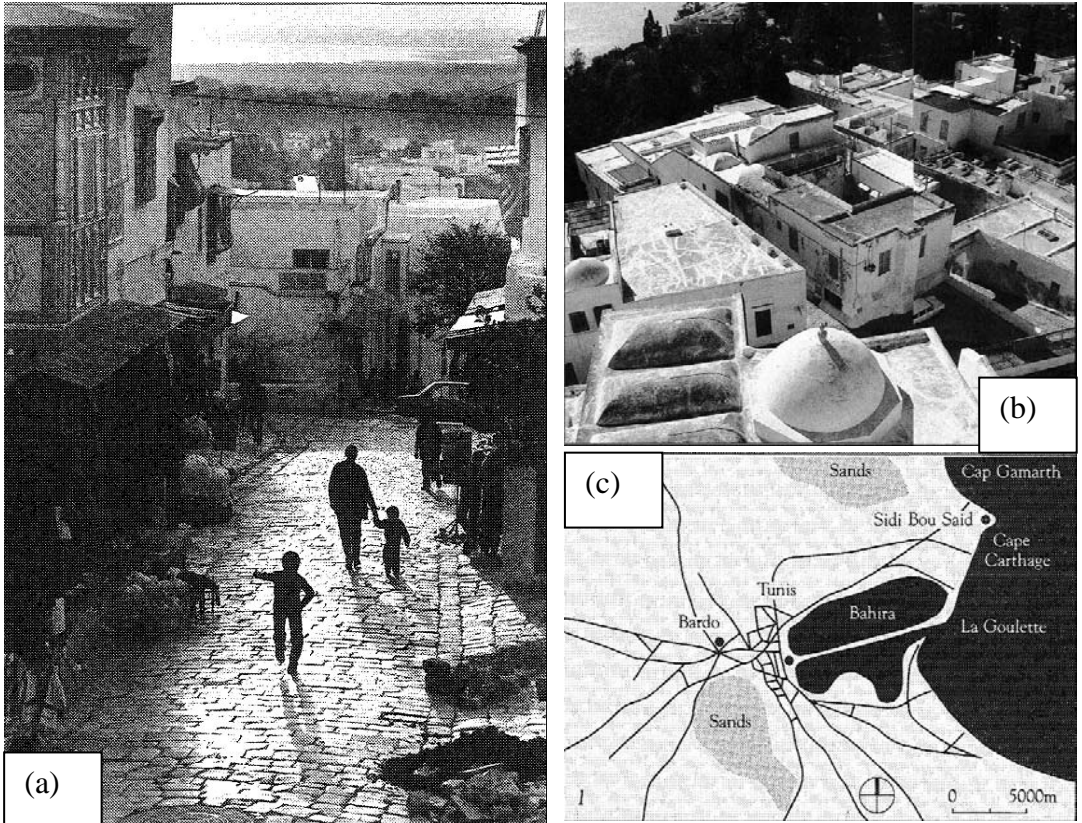 (a)
(b)
(c)
Sands
Cap Gamarth
Sidi Bou Said
Cape
Carthage
Tunis
Bahira
Bardo
La Goulette
Sands
1
0 5000m